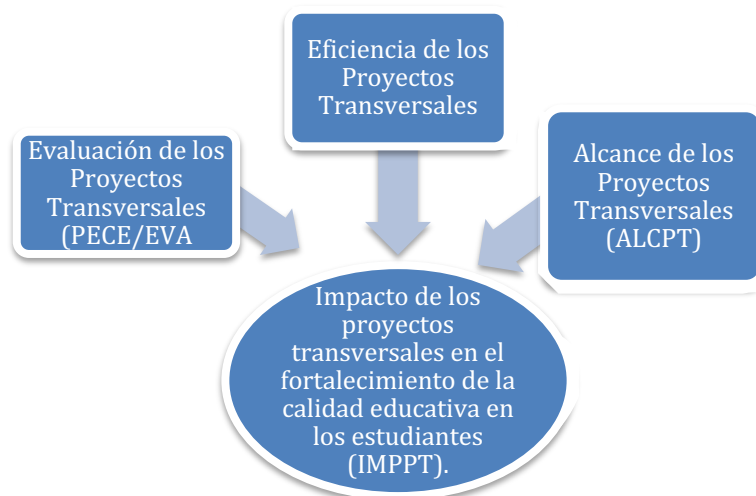 Eficiencia de los
Proyectos
Transversales
Evaluación de los
Proyectos
Transversales
(PECE/EVA
Alcance de los
Proyectos
Transversales
(ALCPT)
Impacto de los
proyectos
transversales en el
fortalecimiento de la
calidad educativa en
los estudiantes
(IMPPT).